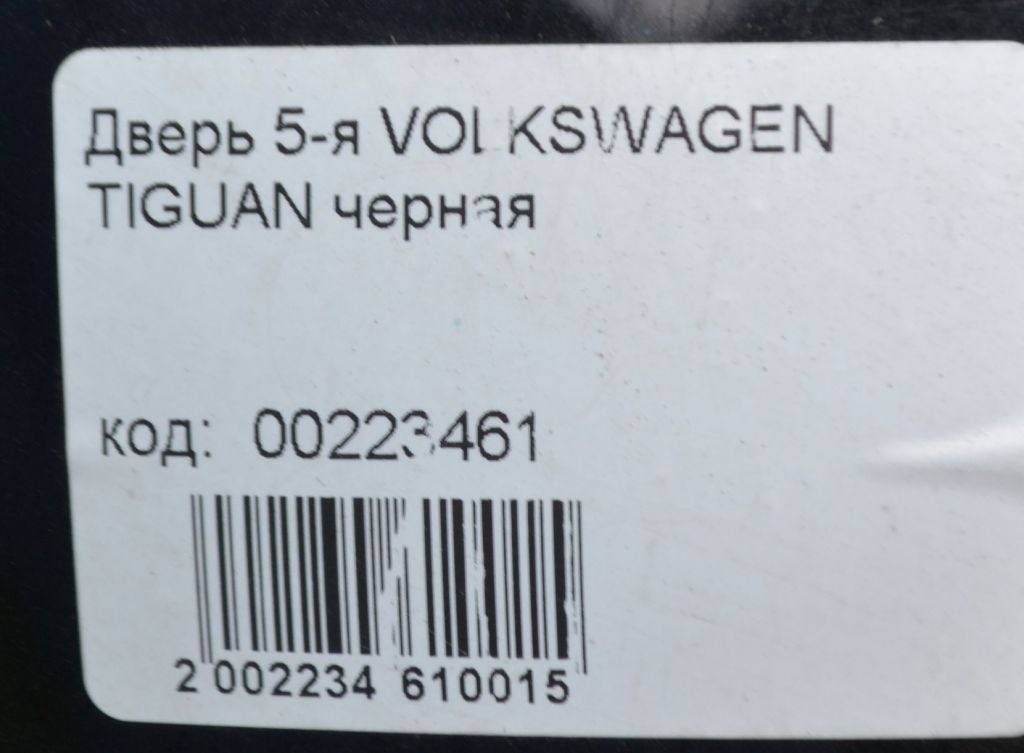 Дверь 5-я VOLKSWAGEN
TIGUAN черная
код: 00223461
2 002234 610015